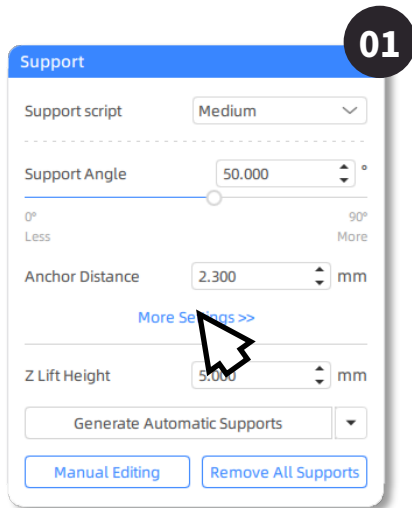 01
Support
Support script Medium
Support Angle 50.000 °
0° 90°
Less More
Anchor Distance 2.300 mm
More Settings >>
Z Lift Height 5.000 mm
Generate Automatic Supports
Manual Editing Remove All Supports